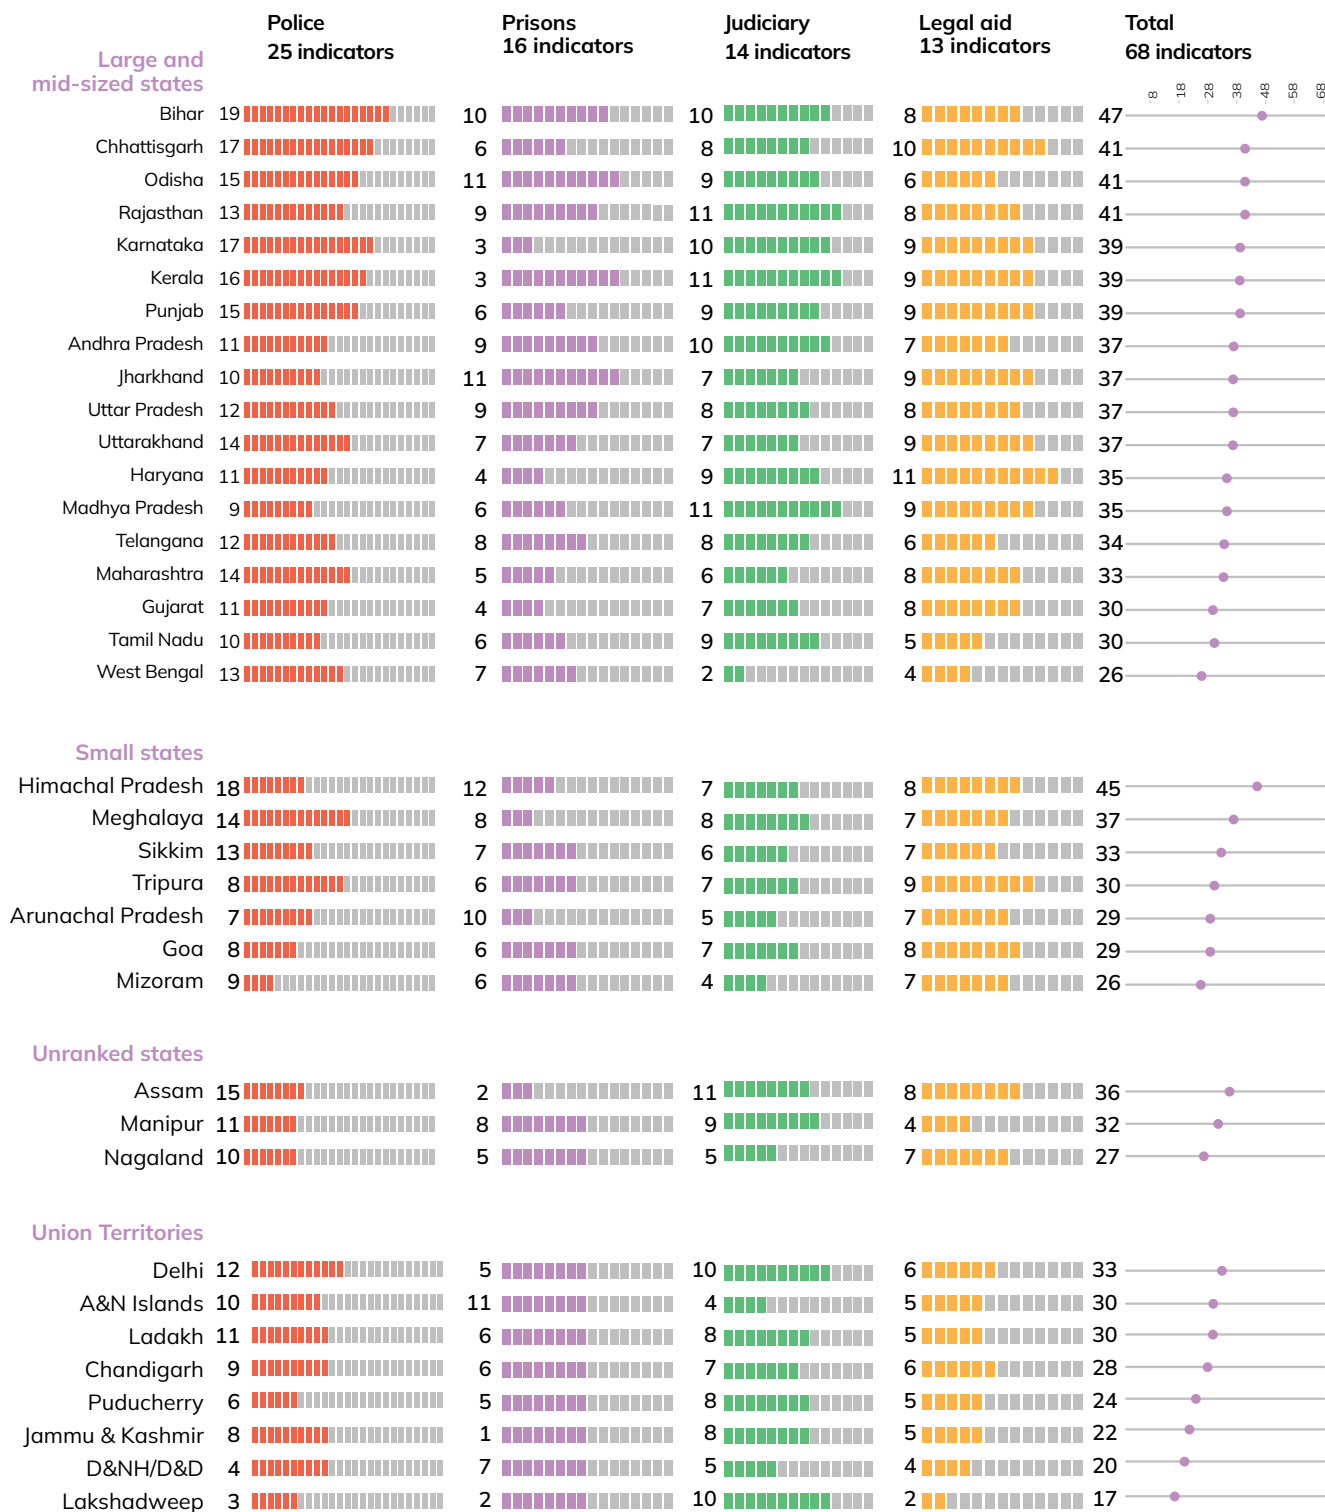 Police Prisons Judiciary Legal aid Total
25 indicators 16 indicators 14 indicators 13 indicators 68 indicators
Large and
mid-sized states
8 18 28 38 48 58 68
Bihar 19 10 10 8 47
Chhattisgarh 17 6 8 10 41
Odisha 15 11 9 6 41
Rajasthan 13 9 11 8 41
Karnataka 17 3 10 9 39
Kerala 16 3 11 9 39
Punjab 15 6 9 9 39
Andhra Pradesh 11 9 10 7 37
Jharkhand 10 11 7 9 37
Uttar Pradesh 12 9 8 8 37
Uttarakhand 14 7 7 9 37
Haryana 11 4 9 11 35
Madhya Pradesh 9 6 11 9 35
Telangana 12 8 8 6 34
Maharashtra 14 5 6 8 33
Gujarat 11 4 7 8 30
Tamil Nadu 10 6 9 5 30
West Bengal 13 7 2 4 26
Small states
Himachal Pradesh 18 12 7 8 45
Meghalaya 14 8 8 7 37
Sikkim 13 7 6 7 33
Tripura 8 6 7 9 30
Arunachal Pradesh 7 10 5 7 29
Goa 8 6 7 8 29
Mizoram 9 6 4 7 26
Unranked states
Assam 15 2 11 8 36
Manipur 11 8 9 4 32
Nagaland 10 5 5 7 27
Union Territories
Delhi 12 5 10 6 33
A&N Islands 10 11 4 5 30
Ladakh 11 6 8 5 30
Chandigarh 9 6 7 6 28
Puducherry 6 5 8 5 24
Jammu & Kashmir 8 1 8 5 22
D&NH/D&D 4 7 5 4 20
Lakshadweep 3 2 10 2 17